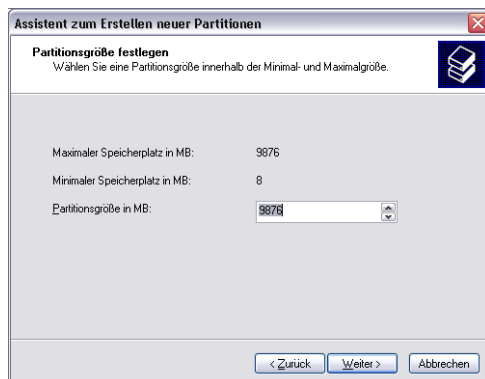 Assistent zum Erstellen neuer Partitionen
Partitionsgröße festlegen
Wählen Sie eine Partitionsgröße innerhalb der Minimal- und Maximalgröße.
Maximaler Speicherplatz in MB: 9876
Minimaler Speicherplatz in MB: 8
Partitionsgröße in MB: 9876
< Zurück Weiter > Abbrechen